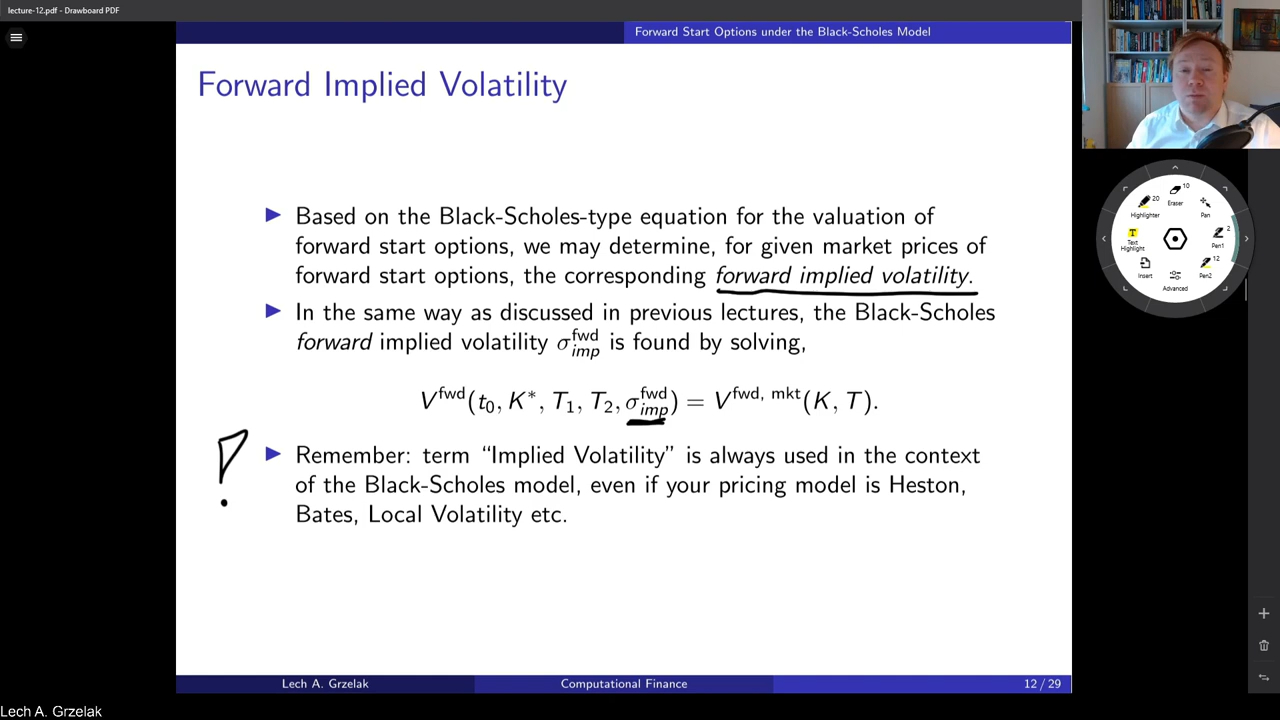 lecture-12.pdf - Drawboard PDF
Forward Start Options under the Black-Scholes Model
Forward Implied Volatility
▶ Based on the Black-Scholes-type equation for the valuation of
forward start options, we may determine, for given market prices of
forward start options, the corresponding forward implied volatility.
▶ In the same way as discussed in previous lectures, the Black-Scholes
forward implied volatility σ^fwd_imp is found by solving,
V^fwd(t₀, K*, T₁, T₂, σ^fwd_imp) = V^fwd, mkt(K, T).
!
▶ Remember: term “Implied Volatility” is always used in the context
of the Black-Scholes model, even if your pricing model is Heston,
Bates, Local Volatility etc.
Lech A. Grzelak
Computational Finance
12 / 29
10
Eraser
20
Highlighter
Pan
T
Text
Highlight
2
Pen1
Insert
12
Pen2
Advanced
Lech A. Grzelak